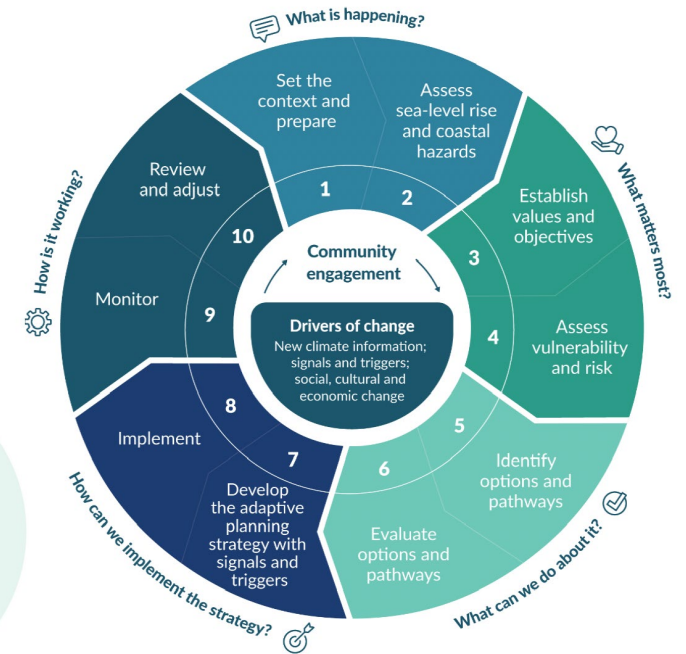 What is happening?
Set the
context and
prepare
1
Assess
sea-level rise
and coastal
hazards
2
What matters most?
Establish
values and
objectives
3
Assess
vulnerability
and risk
4
What can we do about it?
Identify
options and
pathways
5
Evaluate
options and
pathways
6
How can we implement the strategy?
Develop
the adaptive
planning
strategy with
signals and
triggers
7
Implement
8
How is it working?
Monitor
9
Review
and adjust
10
Community
engagement
Drivers of change
New climate information;
signals and triggers;
social, cultural and
economic change